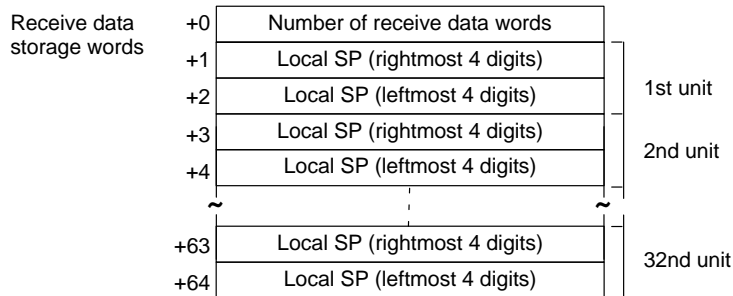 Receive data
storage words
+0 Number of receive data words
+1 Local SP (rightmost 4 digits)
+2 Local SP (leftmost 4 digits)
1st unit
+3 Local SP (rightmost 4 digits)
+4 Local SP (leftmost 4 digits)
2nd unit
~ ~
+63 Local SP (rightmost 4 digits)
+64 Local SP (leftmost 4 digits)
32nd unit